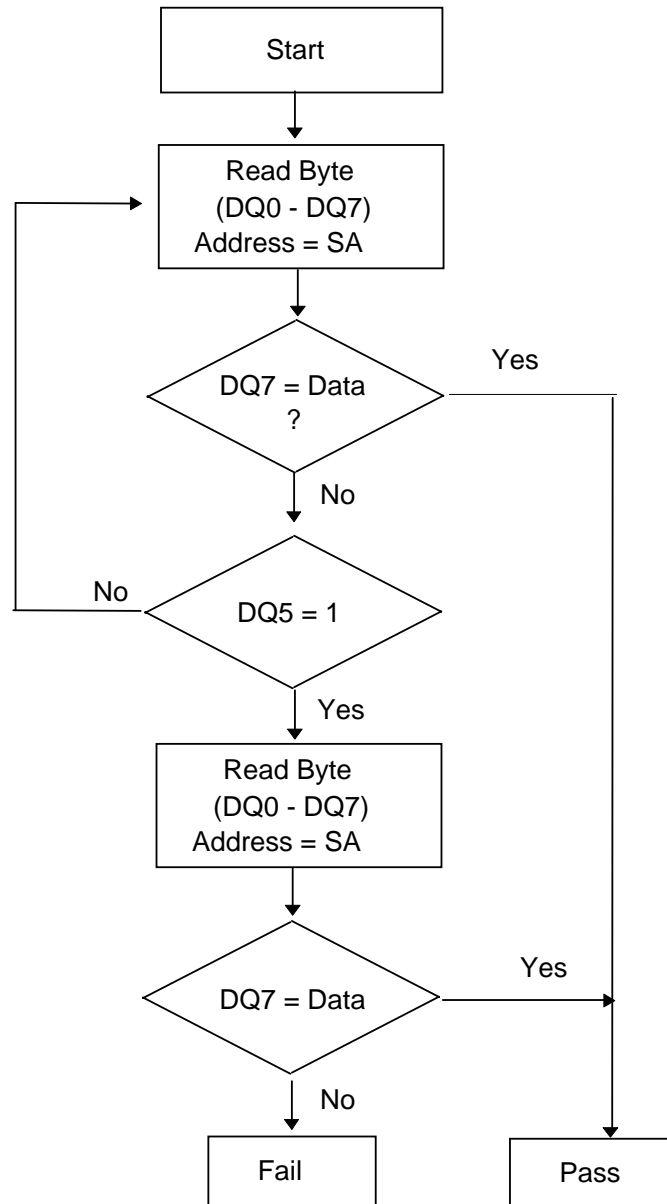 Start
Read Byte
(DQ0 - DQ7)
Address = SA
DQ7 = Data
?
Yes
No
No
DQ5 = 1
Yes
Read Byte
(DQ0 - DQ7)
Address = SA
DQ7 = Data
Yes
No
Fail
Pass